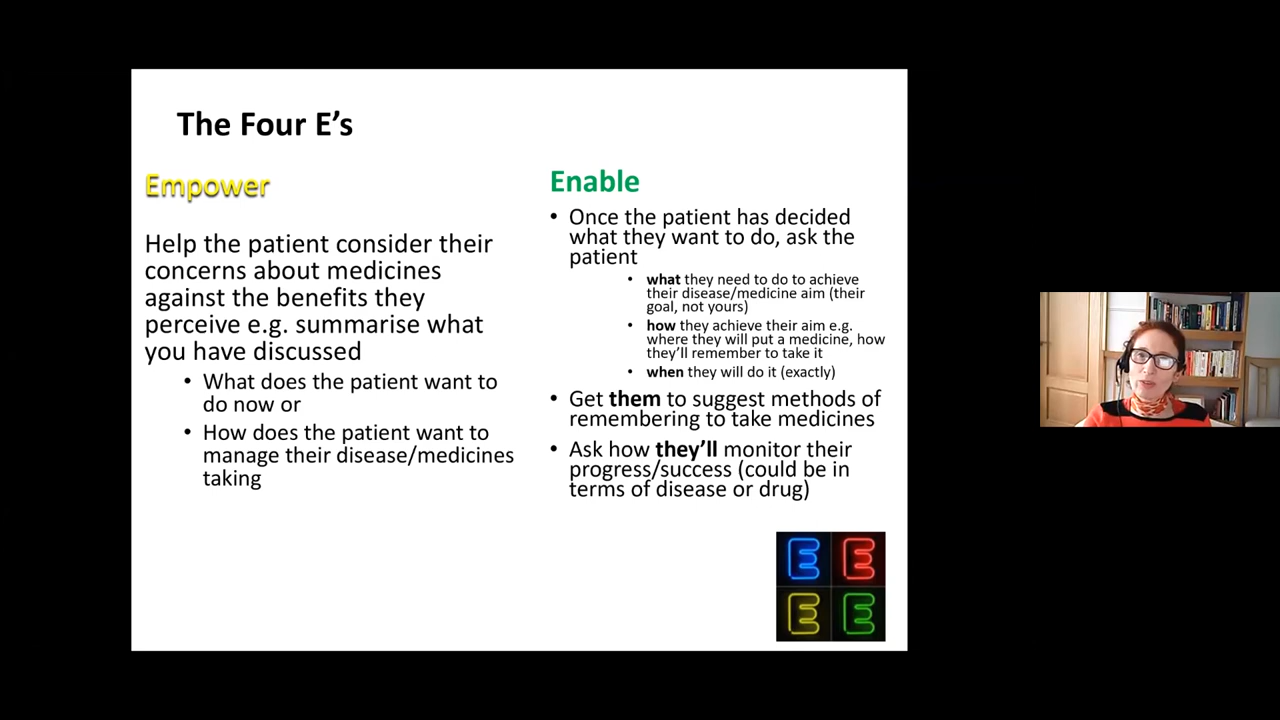 The Four E's
Empower
Help the patient consider their
concerns about medicines
against the benefits they
perceive e.g. summarise what
you have discussed
• What does the patient want to
do now or
• How does the patient want to
manage their disease/medicines
taking
Enable
• Once the patient has decided
what they want to do, ask the
patient
• what they need to do to achieve
their disease/medicine aim (their
goal, not yours)
• how they achieve their aim e.g.
where they will put a medicine, how
they'll remember to take it
• when they will do it (exactly)
• Get them to suggest methods of
remembering to take medicines
• Ask how they'll monitor their
progress/success (could be in
terms of disease or drug)
E E
E E